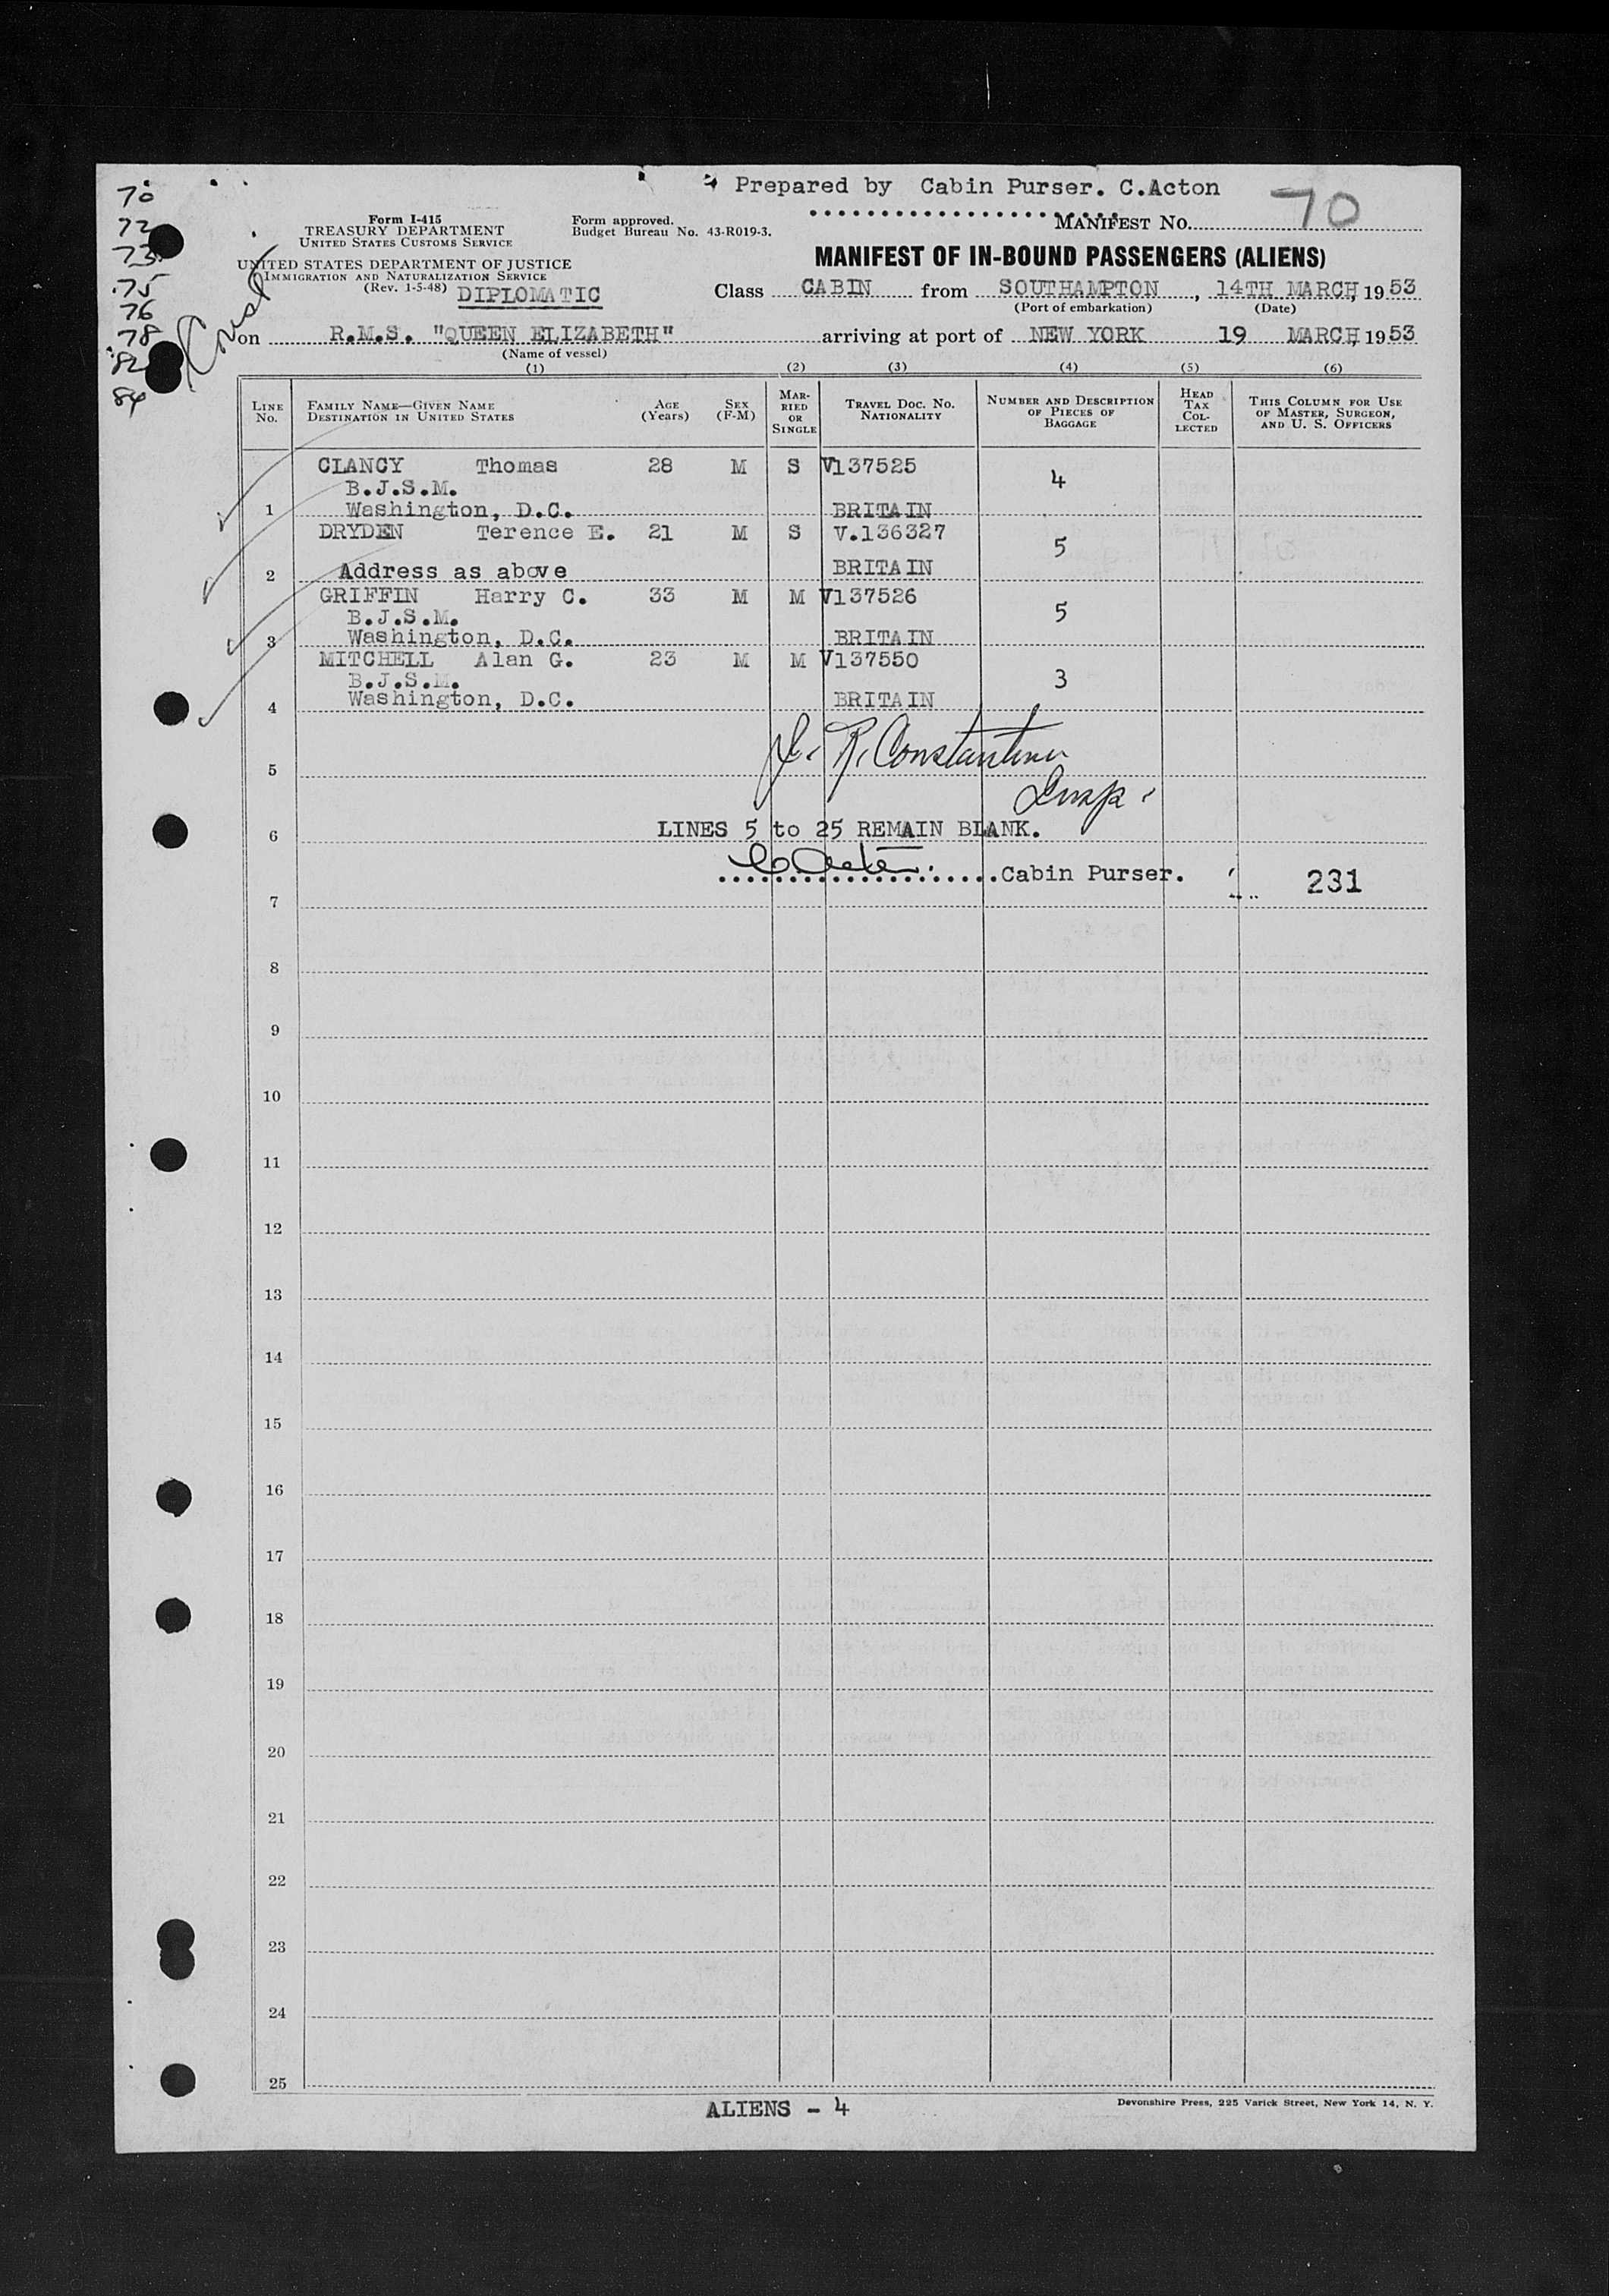 Prepared by Cabin Purser. C.Acton
70
72
73
75
76
78
82
84
Form I-415
TREASURY DEPARTMENT
UNITED STATES CUSTOMS SERVICE
Form approved.
Budget Bureau No. 43-R019-3.
MANIFEST No. 70
UNITED STATES DEPARTMENT OF JUSTICE
IMMIGRATION AND NATURALIZATION SERVICE
(Rev. 1-5-48) DIPLOMATIC
MANIFEST OF IN-BOUND PASSENGERS (ALIENS)
Class CABIN from SOUTHAMPTON, 14TH MARCH, 1953
(Port of embarkation) (Date)
on R.M.S. "QUEEN ELIZABETH" arriving at port of NEW YORK 19 MARCH, 1953
(Name of vessel)
(1) (2) (3) (4) (5) (6)
LINE No. FAMILY NAME—GIVEN NAME DESTINATION IN UNITED STATES AGE (Years) SEX (F-M) MARRIED OR SINGLE TRAVEL DOC. NO. NATIONALITY NUMBER AND DESCRIPTION OF PIECES OF BAGGAGE HEAD TAX COLLECTED THIS COLUMN FOR USE OF MASTER, SURGEON, AND U. S. OFFICERS
CLANCY Thomas 28 M S V137525 4
B.J.S.M.
1 Washington, D.C. BRITAIN
DRYDEN Terence E. 21 M S V.136327 5
2 Address as above BRITAIN
GRIFFIN Harry C. 33 M M V137526 5
B.J.S.M.
3 Washington, D.C. BRITAIN
MITCHELL Alan G. 23 M M V137550 3
B.J.S.M.
4 Washington, D.C. BRITAIN
5
Insp.
6 LINES 5 to 25 REMAIN BLANK.
Cabin Purser. 231
7
8
9
10
11
12
13
14
15
16
17
18
19
20
21
22
23
24
25
ALIENS - 4
Devonshire Press, 225 Varick Street, New York 14, N. Y.